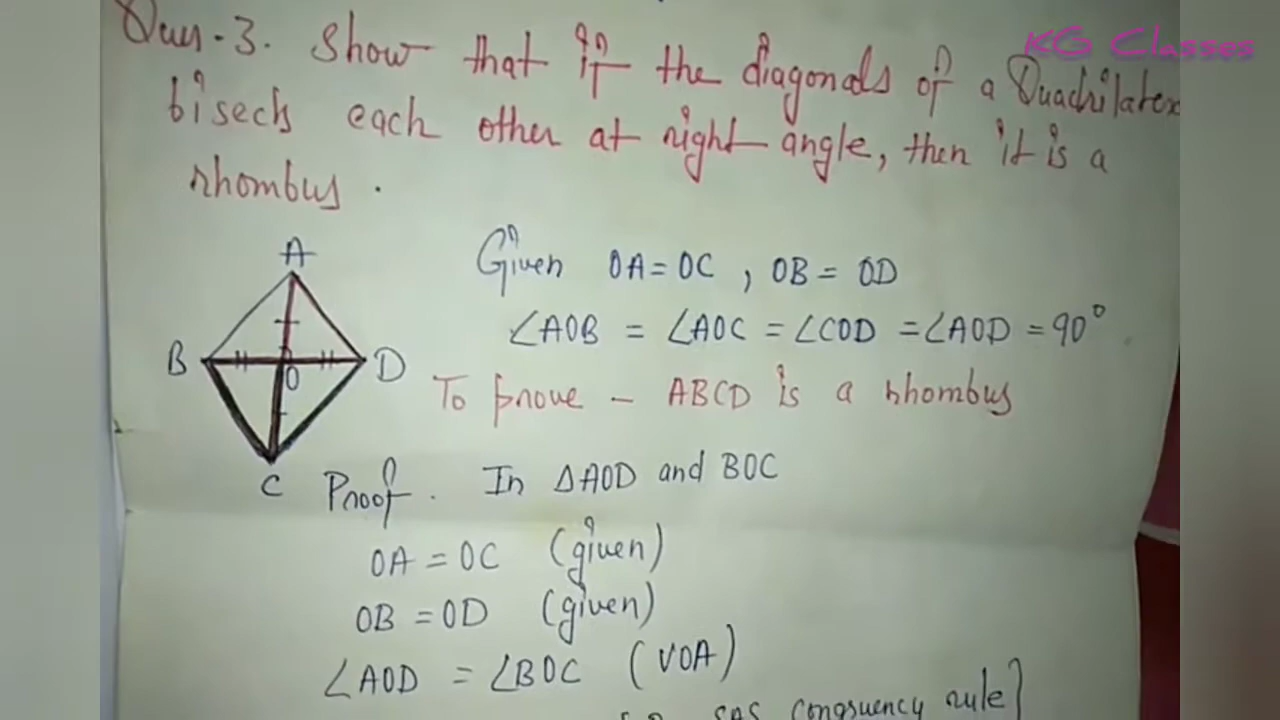 KG Classes
Ques-3. Show that if the diagonals of a Quadrilater
bisects each other at right angle, then it is a
rhombus.
A
B
D
O
C
Given OA = OC , OB = OD
∠AOB = ∠AOC = ∠COD = ∠AOD = 90°
To prove - ABCD is a rhombus
Proof. In ΔAOD and BOC
OA = OC (given)
OB = OD (given)
∠AOD = ∠BOC (VOA)
SAS congruency rule]